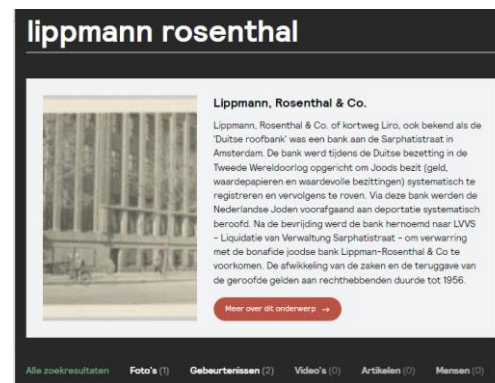 lippmann rosenthal
Lippmann, Rosenthal & Co.
Lippmann, Rosenthal & Co. of kortweg Liro, ook bekend als de
'Duitse roofbank' was een bank aan de Sarphatistraat in
Amsterdam. De bank werd tijdens de Duitse bezetting in de
Tweede Wereldoorlog opgericht om Joods bezit (geld,
waardepapieren en waardevolle bezittingen) systematisch te
registreren en vervolgens te roven. Via deze bank werden de
Nederlandse Joden voorafgaand aan deportatie systematisch
beroofd. Na de bevrijding werd de bank hernoemd naar LVVS
– Liquidatie van Verwaltung Sarphatistraat – om verwarring
met de bonafide joodse bank Lippman-Rosenthal & Co te
voorkomen. De afwikkeling van de zaken en de teruggave van
de geroofde gelden aan rechthebbenden duurde tot 1956.
Meer over dit onderwerp →
Alle zoekresultaten Foto's (1) Gebeurtenissen (2) Video's (0) Artikelen (0) Mensen (0)